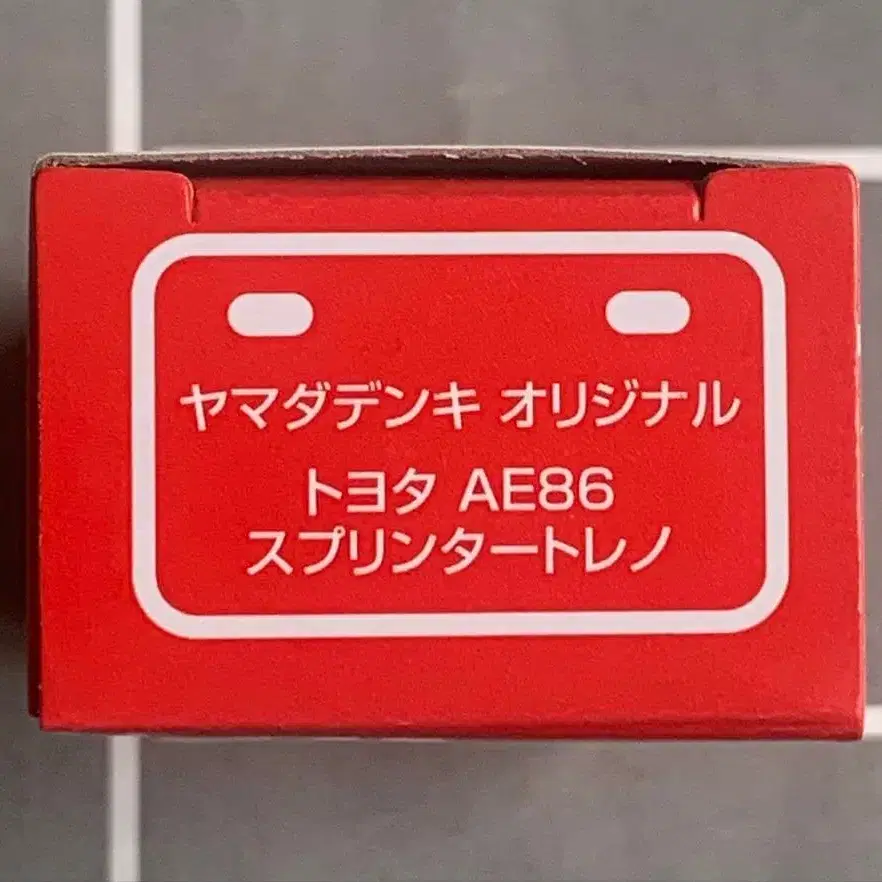 ヤマダデンキ オリジナル
トヨタ AE86
スプリンタートレノ